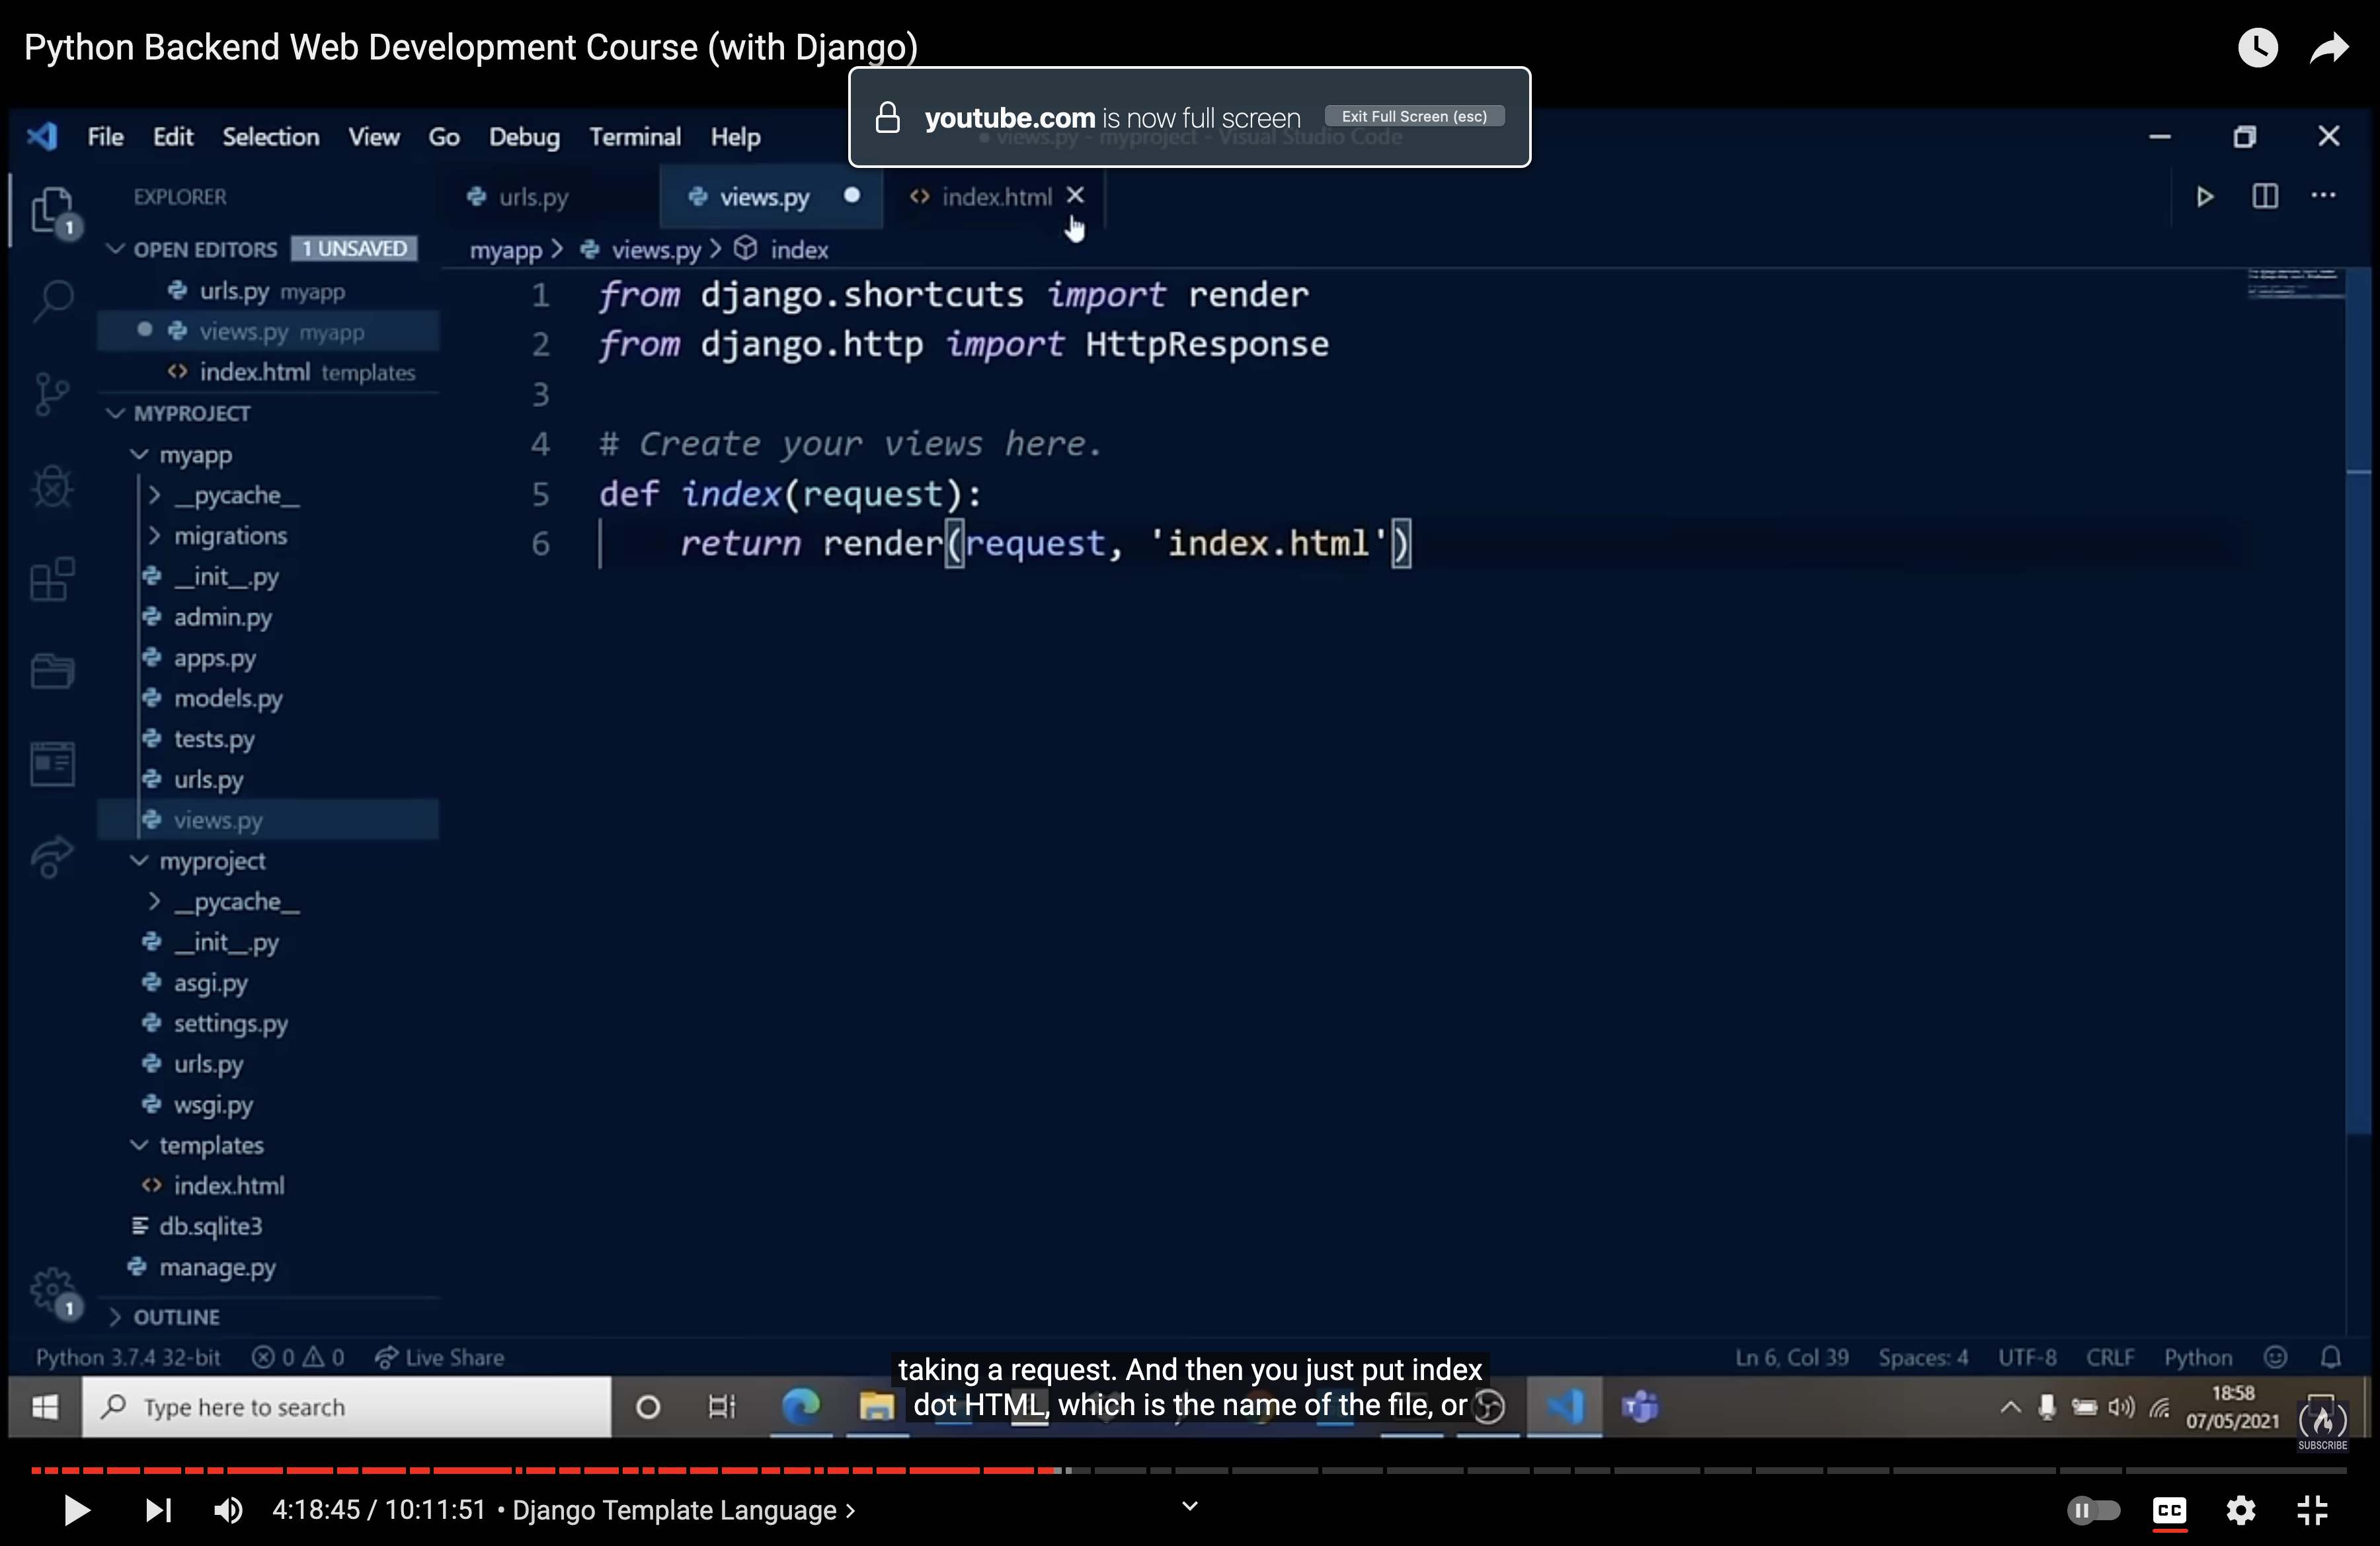 Python Backend Web Development Course (with Django)
youtube.com is now full screen
Exit Full Screen (esc)
File Edit Selection View Go Debug Terminal Help
views.py - myproject - Visual Studio Code
EXPLORER
urls.py
views.py
index.html
1
OPEN EDITORS
1 UNSAVED
myapp > views.py > index
urls.py myapp
views.py myapp
index.html templates
MYPROJECT
myapp
__pycache__
migrations
__init__.py
admin.py
apps.py
models.py
tests.py
urls.py
views.py
myproject
__pycache__
__init__.py
asgi.py
settings.py
urls.py
wsgi.py
templates
index.html
db.sqlite3
manage.py
1
OUTLINE
1 from django.shortcuts import render
2 from django.http import HttpResponse
3
4 # Create your views here.
5 def index(request):
6 return render(request, 'index.html')
Python 3.7.4 32-bit 0 0 Live Share
Ln 6, Col 39 Spaces: 4 UTF-8 CRLF Python
taking a request. And then you just put index
dot HTML, which is the name of the file, or
Type here to search
18:58
07/05/2021
SUBSCRIBE
4:18:45 / 10:11:51 • Django Template Language >
CC